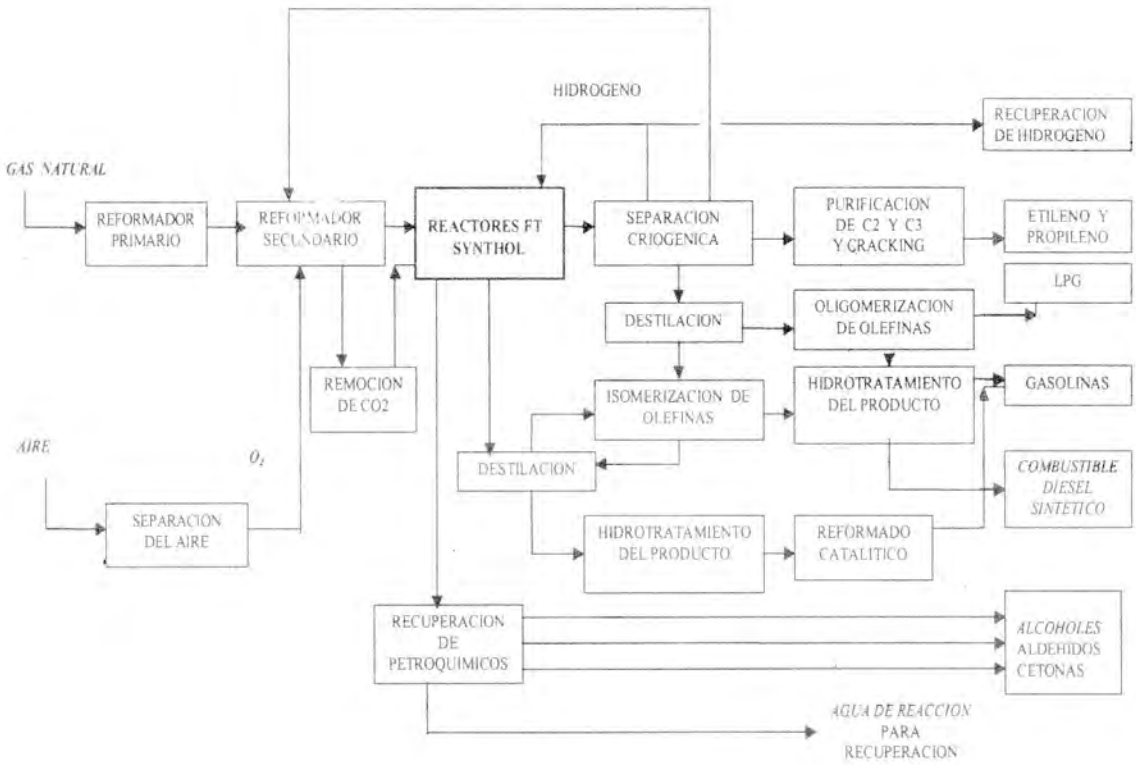 HIDROGENO
RECUPERACION
DE HIDROGENO
GAS NATURAL
REFORMADOR
PRIMARIO
REFORMADOR
SECUNDARIO
REACTORES FT
SYNTHOL
SEPARACION
CRIOGENICA
PURIFICACION
DE C2 Y C3
Y GRACKING
ETILENO Y
PROPILENO
LPG
DESTILACION
OLIGOMERIZACION
DE OLEFINAS
REMOCION
DE CO2
ISOMERIZACION DE
OLEFINAS
HIDROTRATAMIENTO
DEL PRODUCTO
GASOLINAS
AIRE
O₂
DESTILACION
COMBUSTIBLE
DIESEL
SINTETICO
SEPARACION
DEL AIRE
HIDROTRATAMIENTO
DEL PRODUCTO
REFORMADO
CATALITICO
RECUPERACION
DE
PETROQUIMICOS
ALCOHOLES
ALDEHIDOS
CETONAS
AGUA DE REACCION
PARA
RECUPERACION